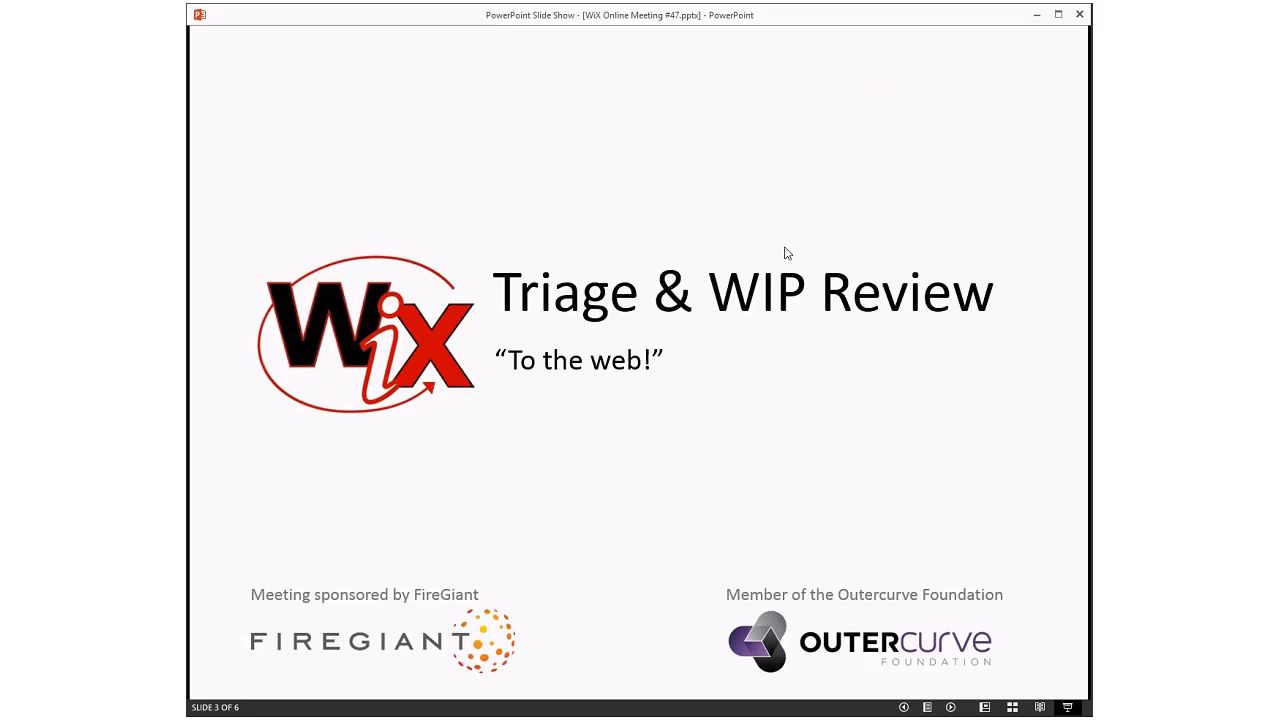 PowerPoint Slide Show - [WiX Online Meeting #47.pptx] - PowerPoint
WiX
Triage & WIP Review
“To the web!”
Meeting sponsored by FireGiant
Member of the Outercurve Foundation
FIREGIANT
OUTERCURVE
FOUNDATION
SLIDE 3 OF 6